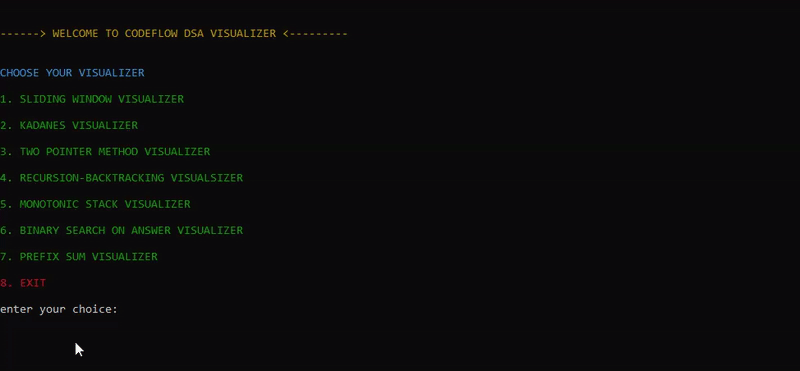 ------> WELCOME TO CODEFLOW DSA VISUALIZER <---------
CHOOSE YOUR VISUALIZER
1. SLIDING WINDOW VISUALIZER
2. KADANES VISUALIZER
3. TWO POINTER METHOD VISUALIZER
4. RECURSION-BACKTRACKING VISUALSIZER
5. MONOTONIC STACK VISUALIZER
6. BINARY SEARCH ON ANSWER VISUALIZER
7. PREFIX SUM VISUALIZER
8. EXIT
enter your choice: